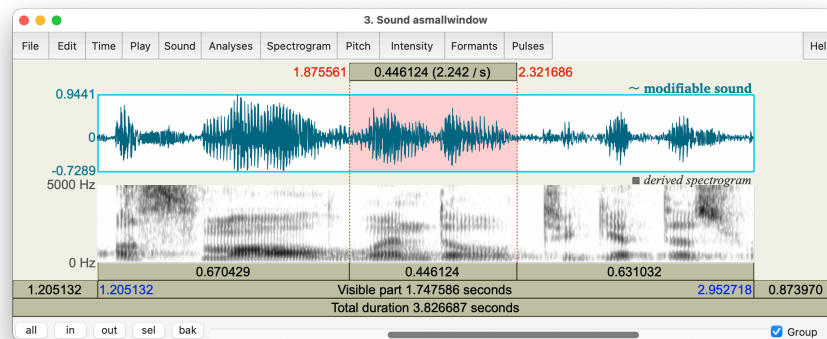 3. Sound asmallwindow
File Edit Time Play Sound Analyses Spectrogram Pitch Intensity Formants Pulses Hel
1.875561 0.446124 (2.242 / s) 2.321686
0.9441 ~ modifiable sound
0
-0.7289
5000 Hz ■ derived spectrogram
0 Hz
0.670429 0.446124 0.631032
1.205132 1.205132 Visible part 1.747586 seconds 2.952718 0.873970
Total duration 3.826687 seconds
all in out sel bak Group